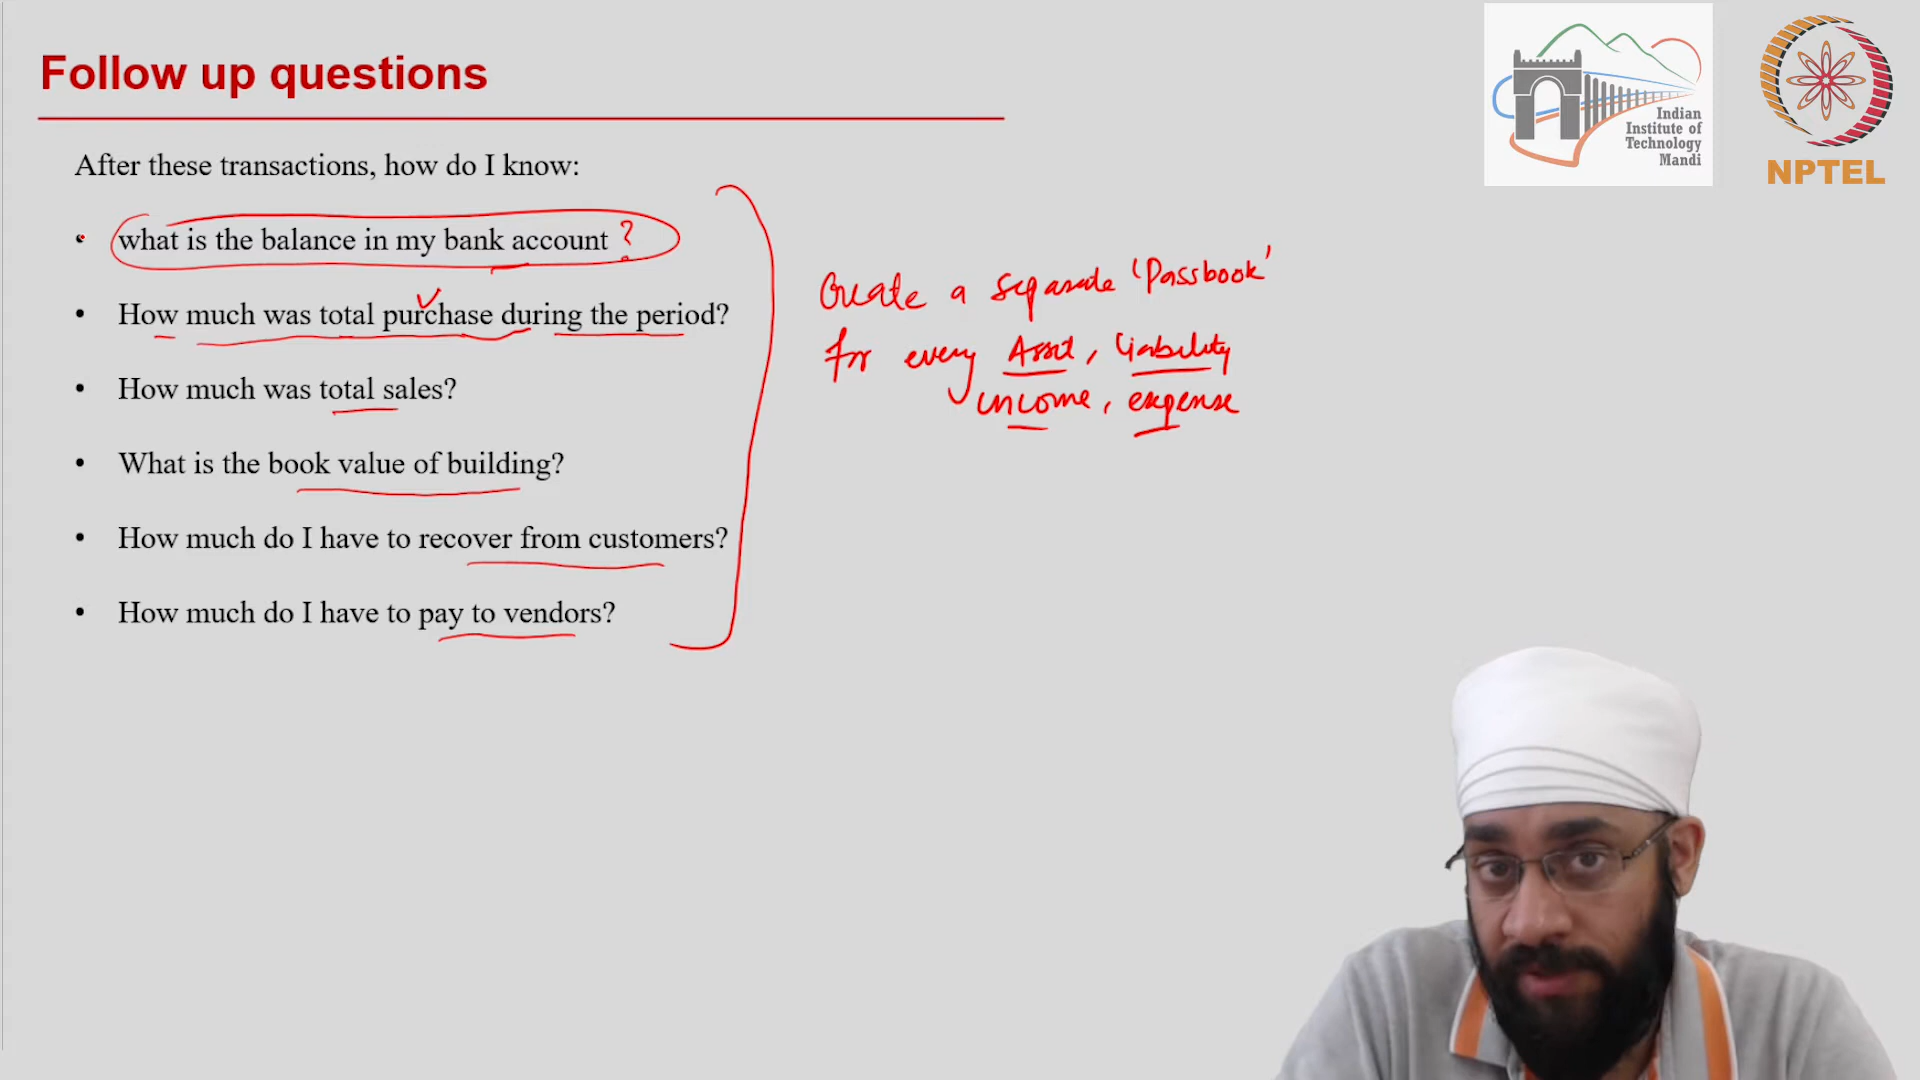 Follow up questions
After these transactions, how do I know:
• what is the balance in my bank account ?
• How much was total purchase during the period?
• How much was total sales?
• What is the book value of building?
• How much do I have to recover from customers?
• How much do I have to pay to vendors?
Create a separate 'Passbook'
for every Asset, Liability
income, expense
Indian
Institute of
Technology
Mandi
NPTEL